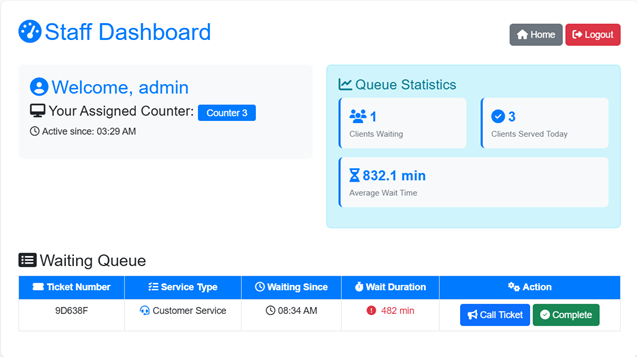 Staff Dashboard
Home
Logout
Welcome, admin
Your Assigned Counter: Counter 3
Active since: 03:29 AM
Queue Statistics
1
Clients Waiting
3
Clients Served Today
832.1 min
Average Wait Time
Waiting Queue
Ticket Number Service Type Waiting Since Wait Duration Action
9D638F Customer Service 08:34 AM 482 min Call Ticket Complete